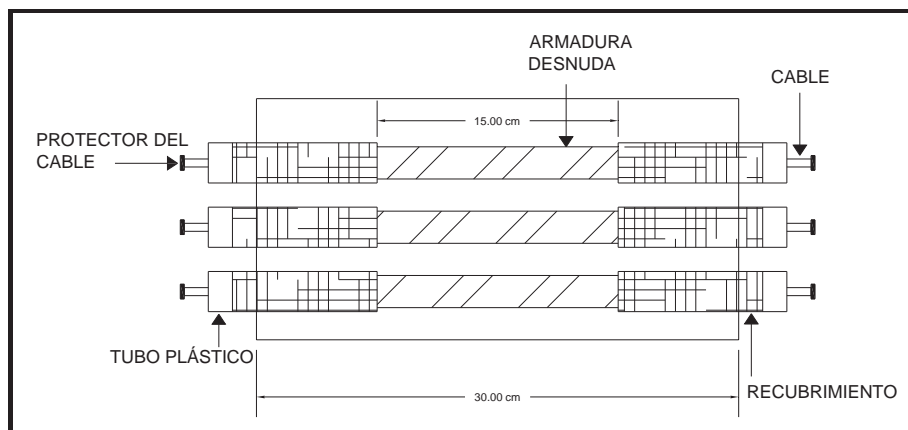 ARMADURA
DESNUDA
CABLE
15.00 cm
PROTECTOR DEL
CABLE
TUBO PLÁSTICO
RECUBRIMIENTO
30.00 cm